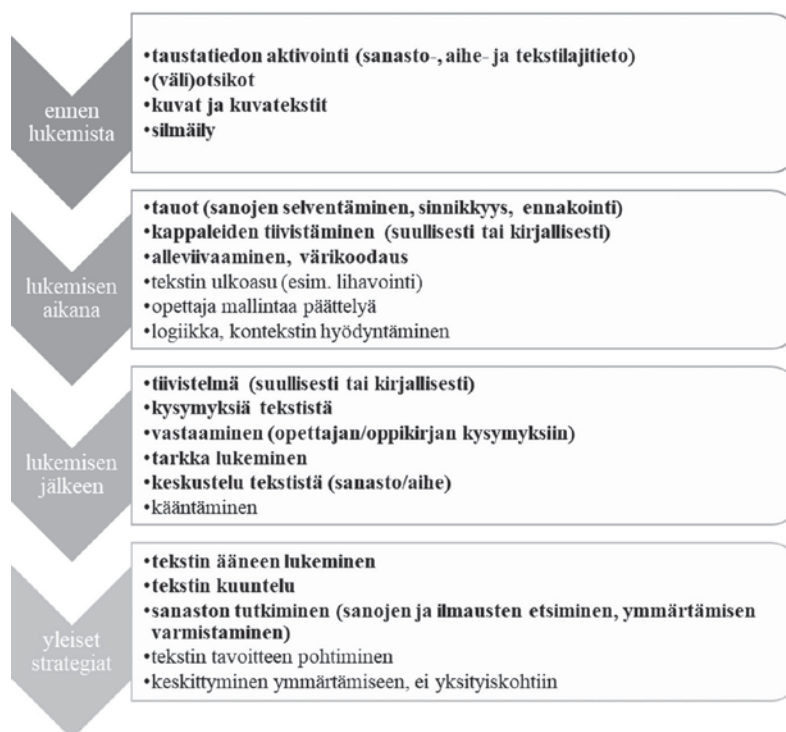 ennen
lukemista
•taustatiedon aktivointi (sanasto-, aihe- ja tekstilajitieto)
•(väli)otsikot
•kuvat ja kuvatekstit
•silmäily
lukemisen
aikana
•tauot (sanojen selventäminen, sinnikkyys, ennakointi)
•kappaleiden tiivistäminen (suullisesti tai kirjallisesti)
•alleviivaaminen, värikoodaus
•tekstin ulkoasu (esim. lihavointi)
•opettaja mallintaa päättelyä
•logiikka, kontekstin hyödyntäminen
lukemisen
jälkeen
•tiivistelmä (suullisesti tai kirjallisesti)
•kysymyksiä tekstistä
•vastaaminen (opettajan/oppikirjan kysymyksiin)
•tarkka lukeminen
•keskustelu tekstistä (sanasto/aihe)
•kääntäminen
yleiset
strategiat
•tekstin ääneen lukeminen
•tekstin kuuntelu
•sanaston tutkiminen (sanojen ja ilmausten etsiminen, ymmärtämisen
varmistaminen)
•tekstin tavoitteen pohtiminen
•keskittyminen ymmärtämiseen, ei yksityiskohtiin